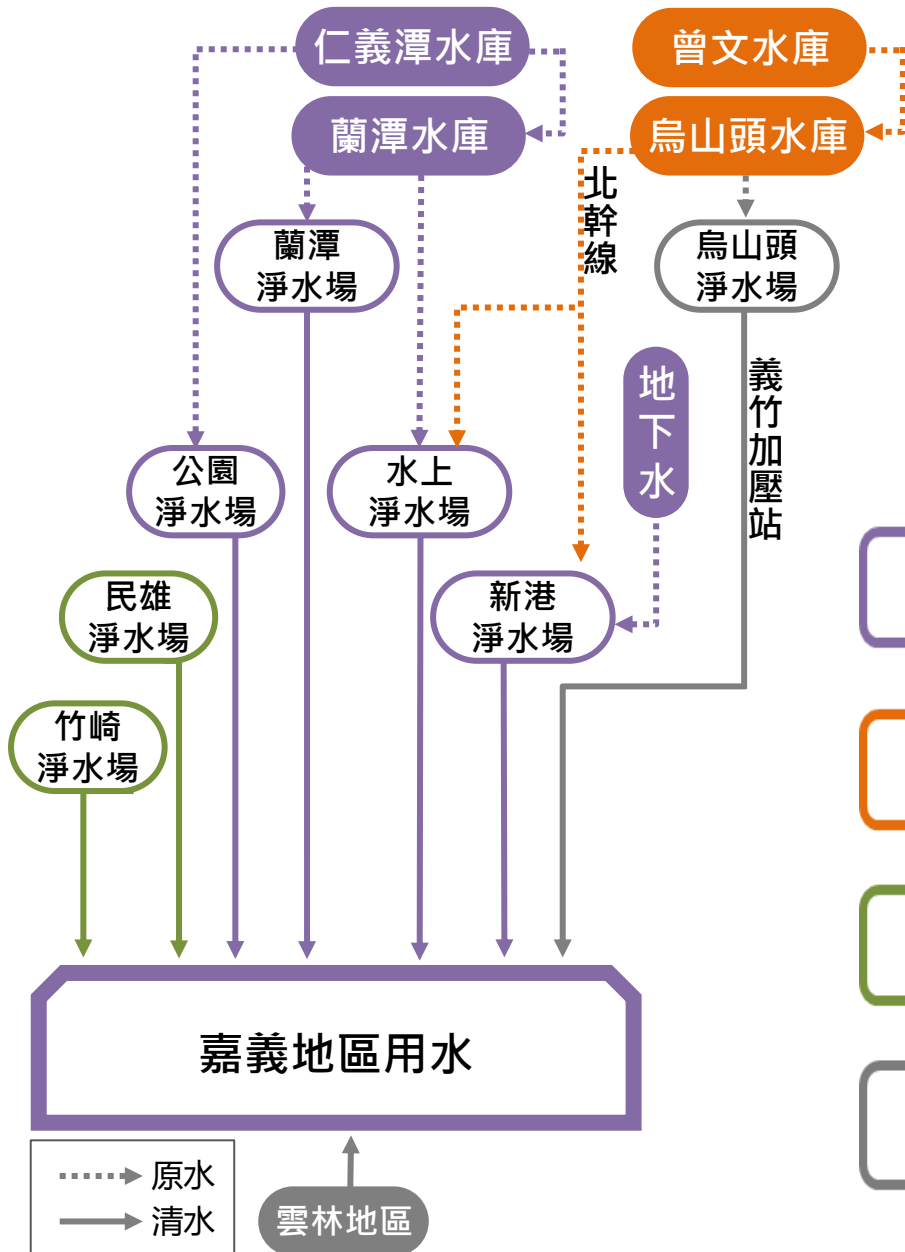 仁義潭水庫
曾文水庫
蘭潭水庫
烏山頭水庫
北幹線
蘭潭
淨水場
烏山頭
淨水場
地下水
義竹加壓站
公園
淨水場
水上
淨水場
民雄
淨水場
新港
淨水場
竹崎
淨水場
嘉義地區用水
原水
清水
雲林地區